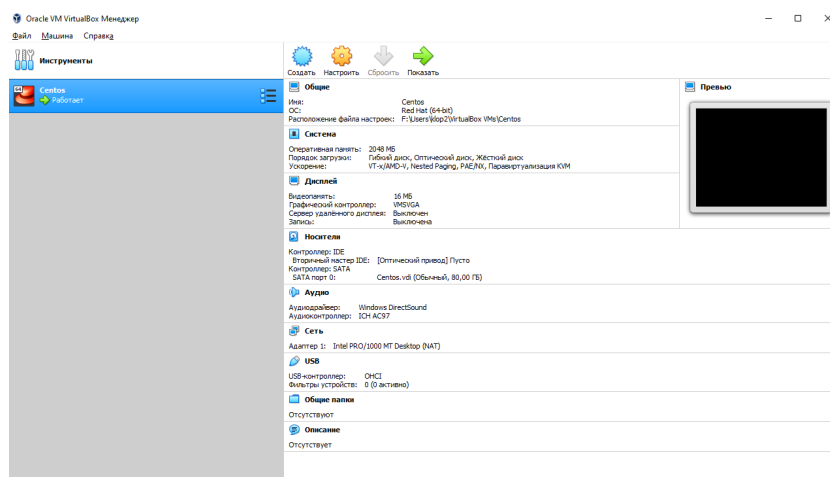 Oracle VM VirtualBox Менеджер
Файл Машина Справка
Инструменты
Создать Настроить Сбросить Показать
64
Centos
Работает
Общие
Имя: Centos
ОС: Red Hat (64-bit)
Расположение файла настроек: F:\Users\klop2\VirtualBox VMs\Centos
Превью
Система
Оперативная память: 2048 МБ
Порядок загрузки: Гибкий диск, Оптический диск, Жёсткий диск
Ускорение: VT-x/AMD-V, Nested Paging, PAE/NX, Паравиртуализация KVM
Дисплей
Видеопамять: 16 МБ
Графический контроллер: VMSVGA
Сервер удалённого дисплея: Выключен
Запись: Выключена
Носители
Контроллер: IDE
Вторичный мастер IDE: [Оптический привод] Пусто
Контроллер: SATA
SATA порт 0: Centos.vdi (Обычный, 80,00 ГБ)
Аудио
Аудиодрайвер: Windows DirectSound
Аудиоконтроллер: ICH AC97
Сеть
Адаптер 1: Intel PRO/1000 MT Desktop (NAT)
USB
USB-контроллер: OHCI
Фильтры устройств: 0 (0 активно)
Общие папки
Отсутствуют
Описание
Отсутствует